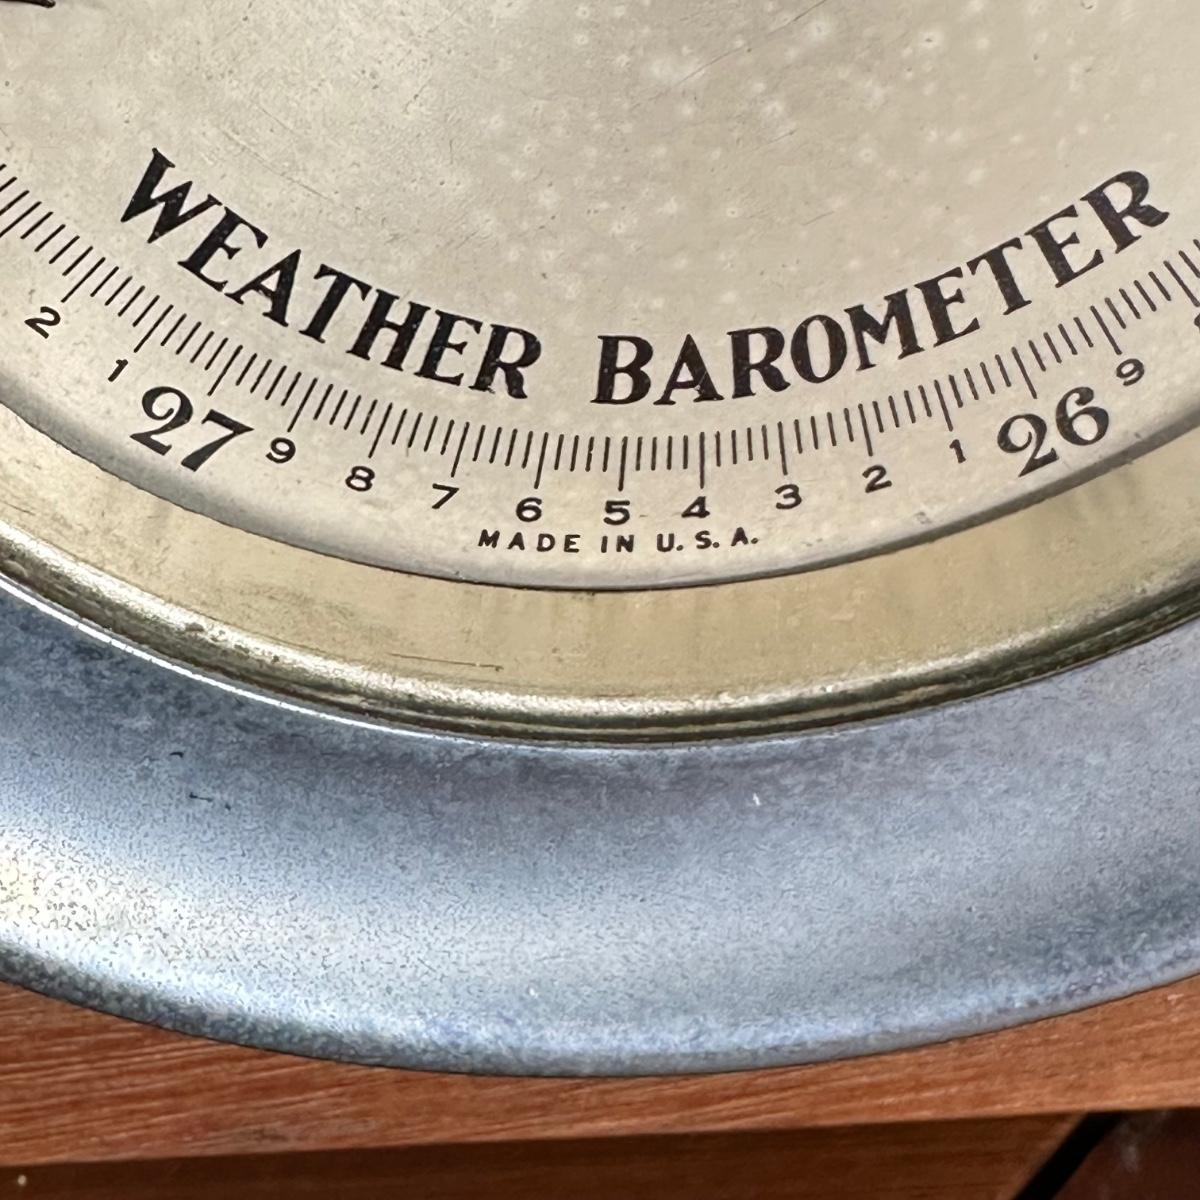 WEATHER BAROMETER
2 1 27 9 8 7 6 5 4 3 2 1 26 9
MADE IN U.S.A.